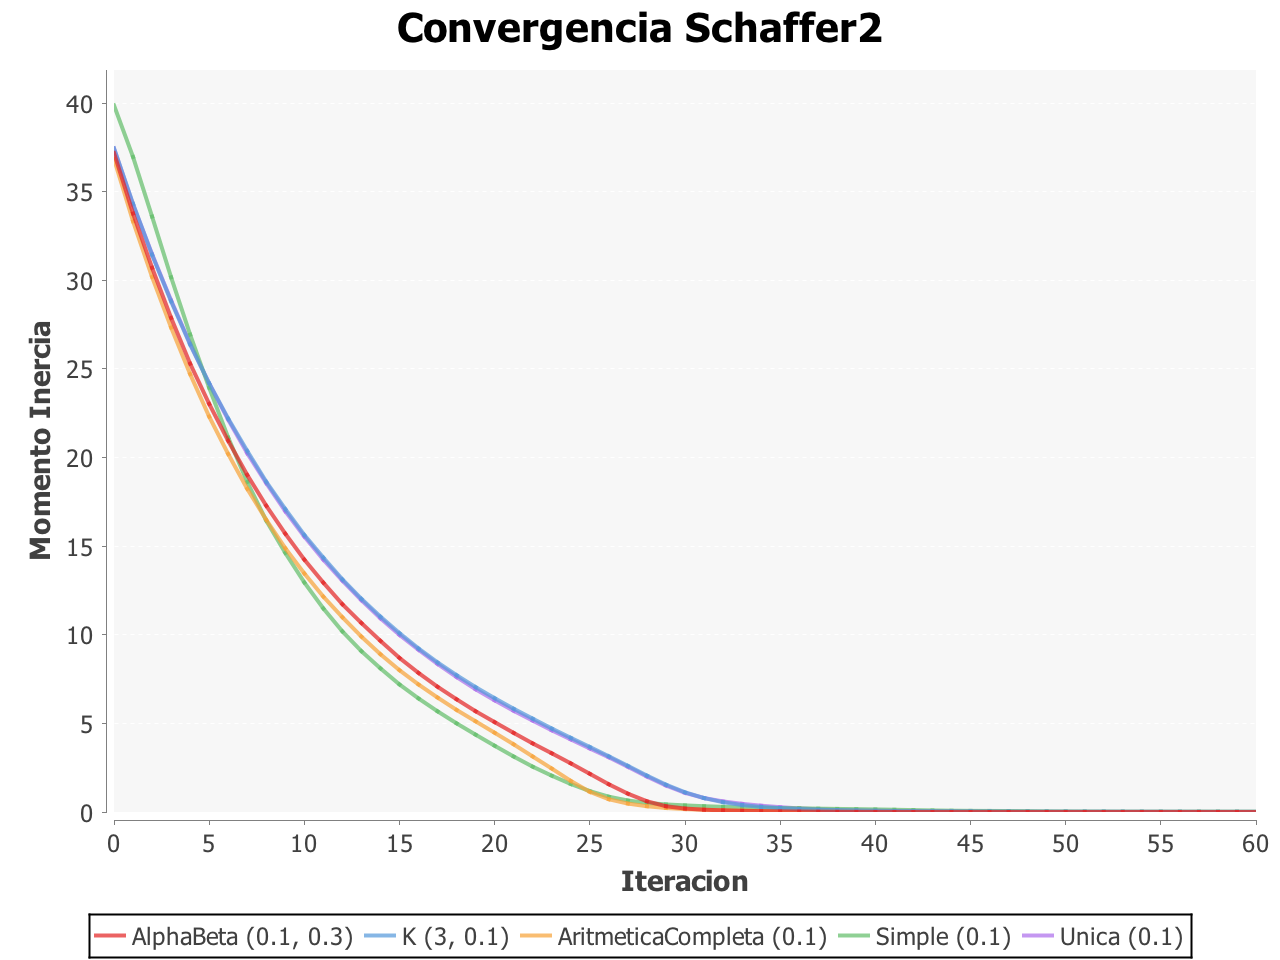 Convergencia Schaffer2
40
35
30
25
20
15
10
5
0
Momento Inercia
0 5 10 15 20 25 30 35 40 45 50 55 60
Iteracion
AlphaBeta (0.1, 0.3) K (3, 0.1) AritmeticaCompleta (0.1) Simple (0.1) Unica (0.1)